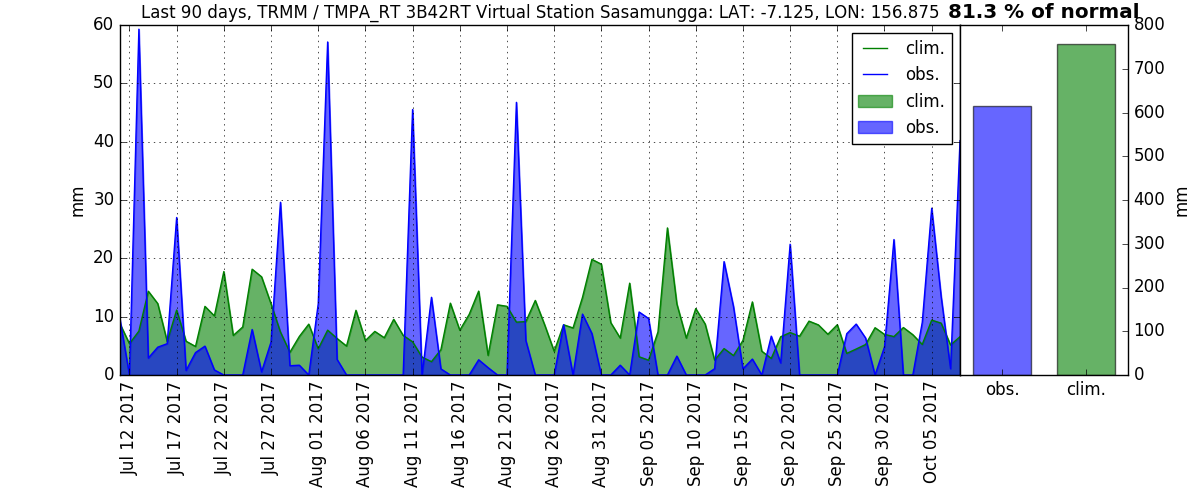 Last 90 days, TRMM / TMPA_RT 3B42RT Virtual Station Sasamungga: LAT: -7.125, LON: 156.875 81.3 % of normal
60
50
40
30
20
10
0
mm
clim.
obs.
clim.
obs.
800
700
600
500
400
300
200
100
0
mm
Jul 12 2017
Jul 17 2017
Jul 22 2017
Jul 27 2017
Aug 01 2017
Aug 06 2017
Aug 11 2017
Aug 16 2017
Aug 21 2017
Aug 26 2017
Aug 31 2017
Sep 05 2017
Sep 10 2017
Sep 15 2017
Sep 20 2017
Sep 25 2017
Sep 30 2017
Oct 05 2017
obs.
clim.